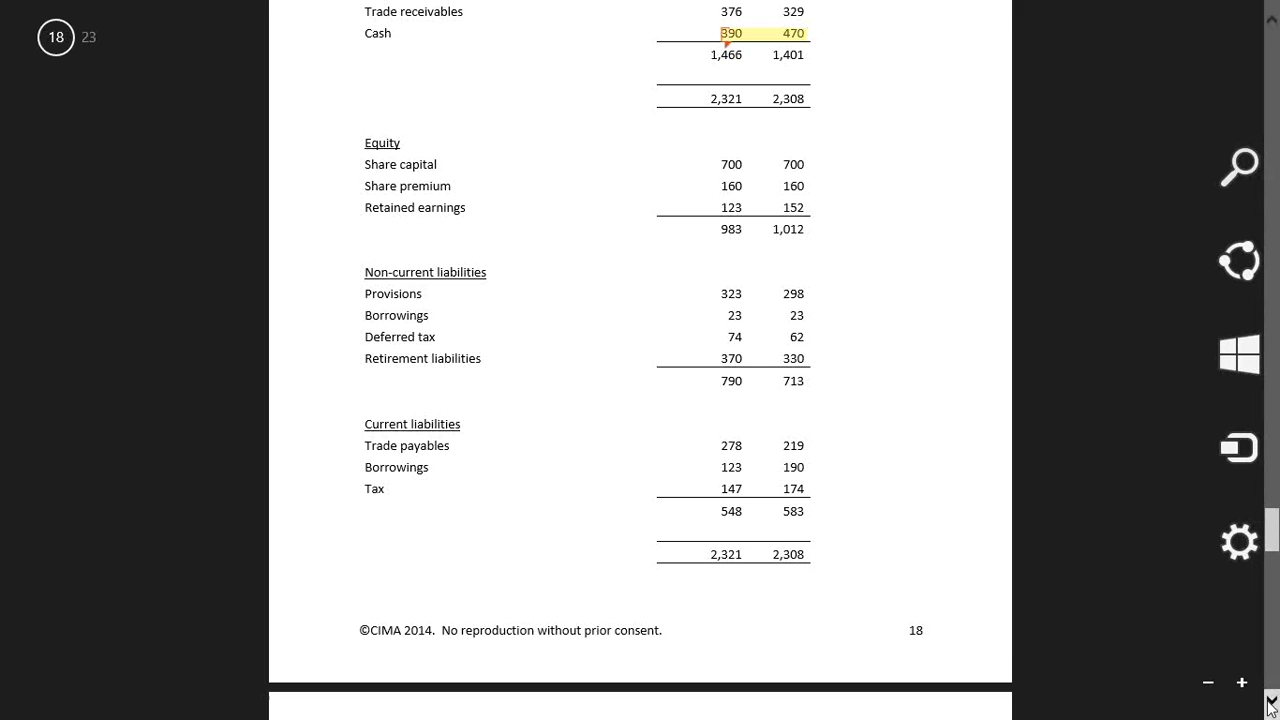 18 23
Trade receivables 376 329
Cash 390 470
1,466 1,401
2,321 2,308
Equity
Share capital 700 700
Share premium 160 160
Retained earnings 123 152
983 1,012
Non-current liabilities
Provisions 323 298
Borrowings 23 23
Deferred tax 74 62
Retirement liabilities 370 330
790 713
Current liabilities
Trade payables 278 219
Borrowings 123 190
Tax 147 174
548 583
2,321 2,308
©CIMA 2014. No reproduction without prior consent. 18